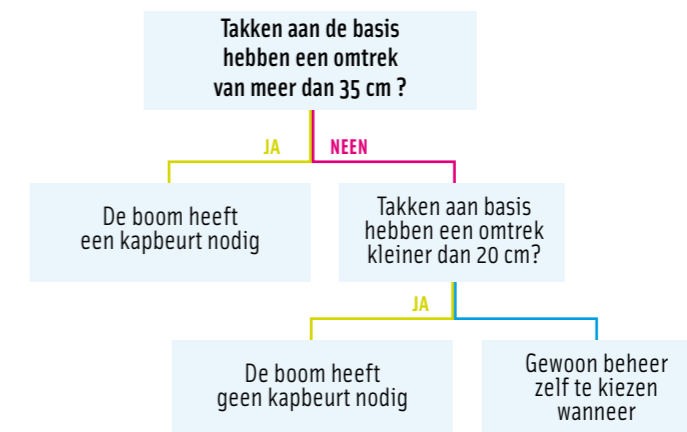 Takken aan de basis
hebben een omtrek
van meer dan 35 cm ?
JA
NEEN
De boom heeft
een kapbeurt nodig
Takken aan basis
hebben een omtrek
kleiner dan 20 cm?
JA
De boom heeft
geen kapbeurt nodig
Gewoon beheer
zelf te kiezen
wanneer